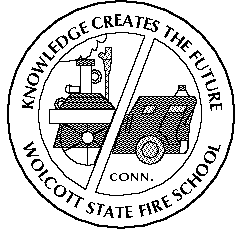 KNOWLEDGE CREATES THE FUTURE
CONN.
WOLCOTT STATE FIRE SCHOOL